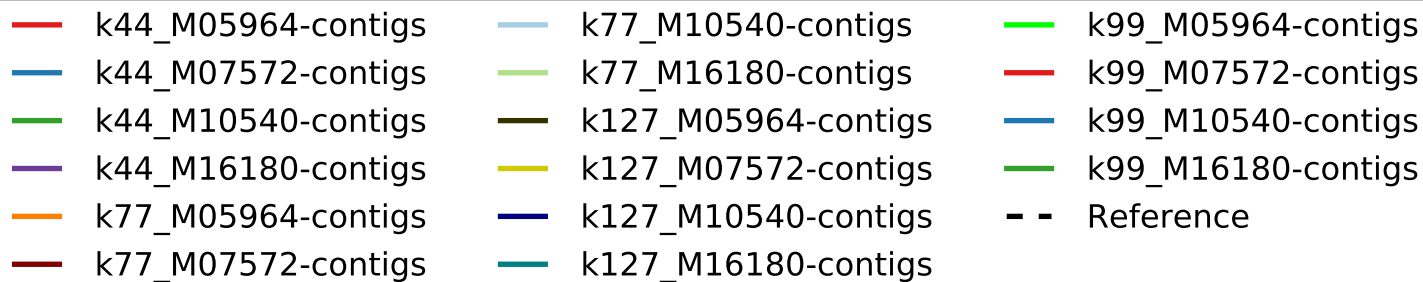 k44_M05964-contigs
k44_M07572-contigs
k44_M10540-contigs
k44_M16180-contigs
k77_M05964-contigs
k77_M07572-contigs
k77_M10540-contigs
k77_M16180-contigs
k127_M05964-contigs
k127_M07572-contigs
k127_M10540-contigs
k127_M16180-contigs
k99_M05964-contigs
k99_M07572-contigs
k99_M10540-contigs
k99_M16180-contigs
Reference